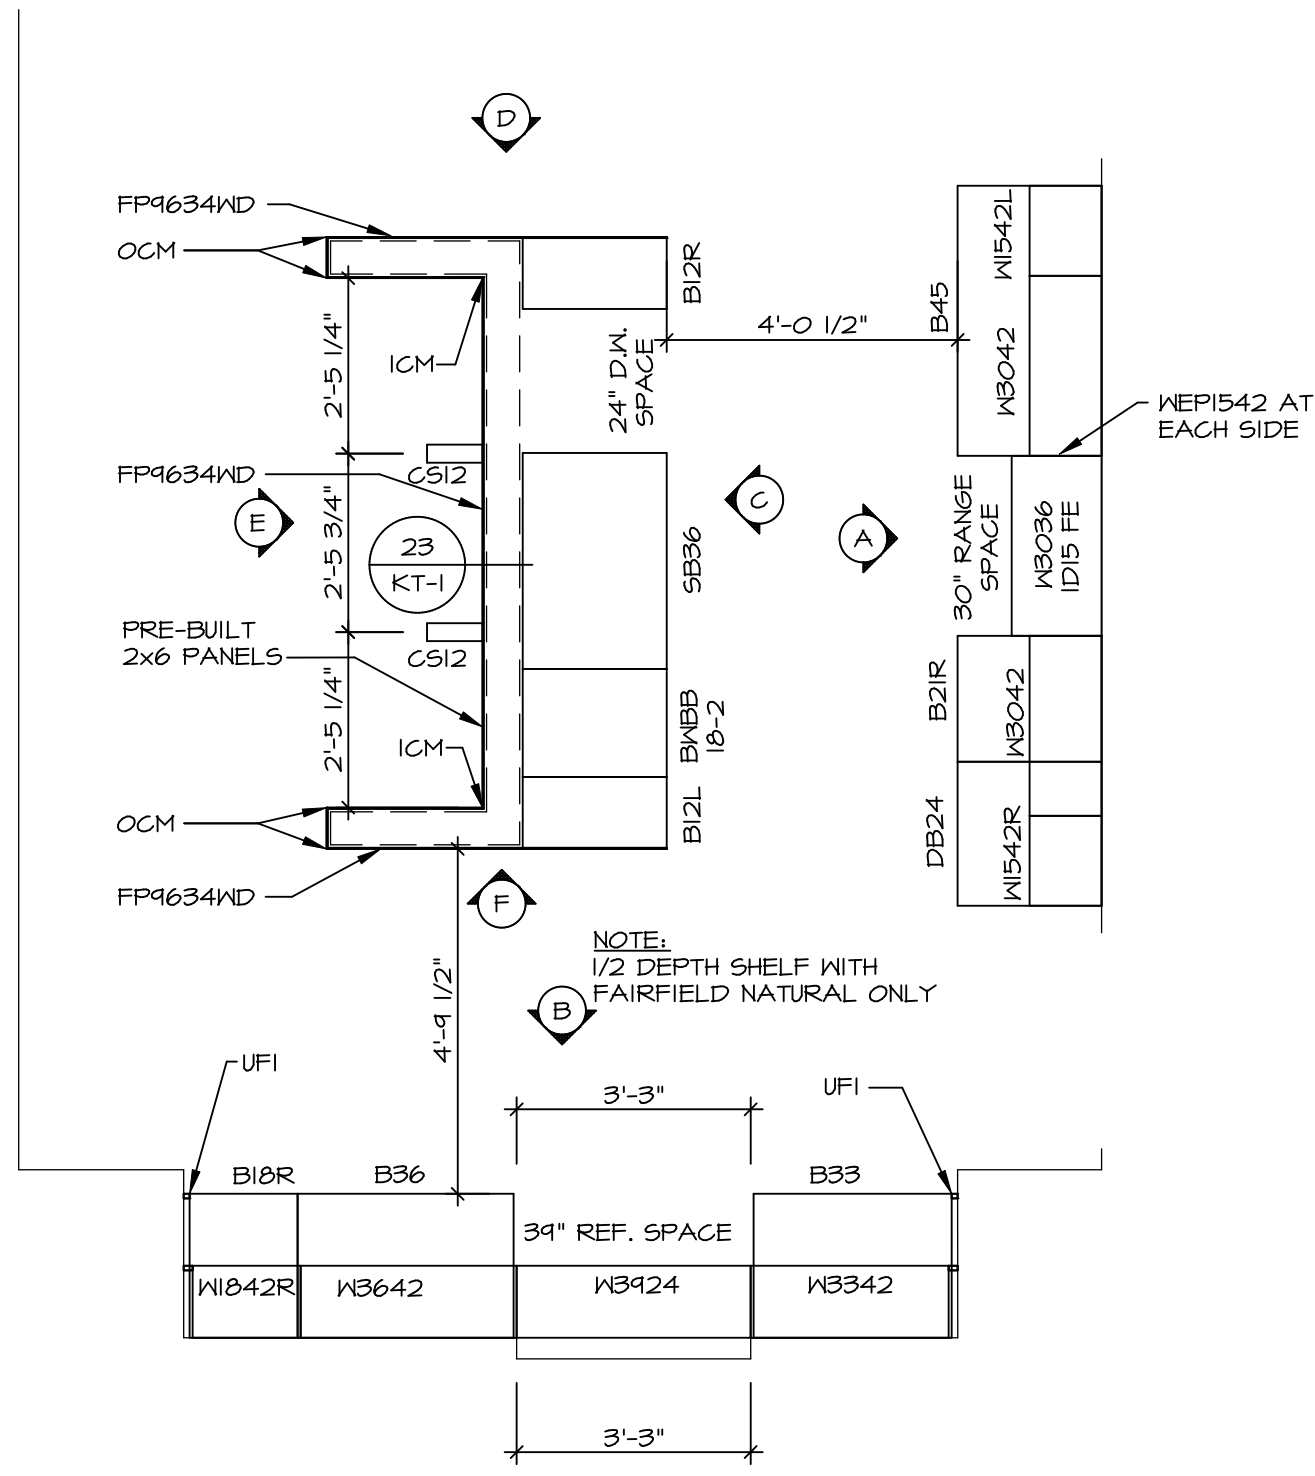 D
FP9634WD
OCM
ICM
2'-5 1/4"
B12R
24" D.W.
SPACE
4'-0 1/2"
B45
W1542L
W3042
WEP1542 AT
EACH SIDE
FP9634WD
CS12
E
2'-5 3/4"
23
KT-1
C
A
SB36
30" RANGE
SPACE
W3036
1D15 FE
PRE-BUILT
2x6 PANELS
CS12
2'-5 1/4"
ICM
BWBB
18-2
B12L
B21R
W3042
DB24
W1542R
OCM
FP9634WD
F
NOTE:
1/2 DEPTH SHELF WITH
FAIRFIELD NATURAL ONLY
4'-9 1/2"
B
UF1
3'-3"
UF1
B18R
B36
B33
39" REF. SPACE
W1842R
W3642
W3924
W3342
3'-3"